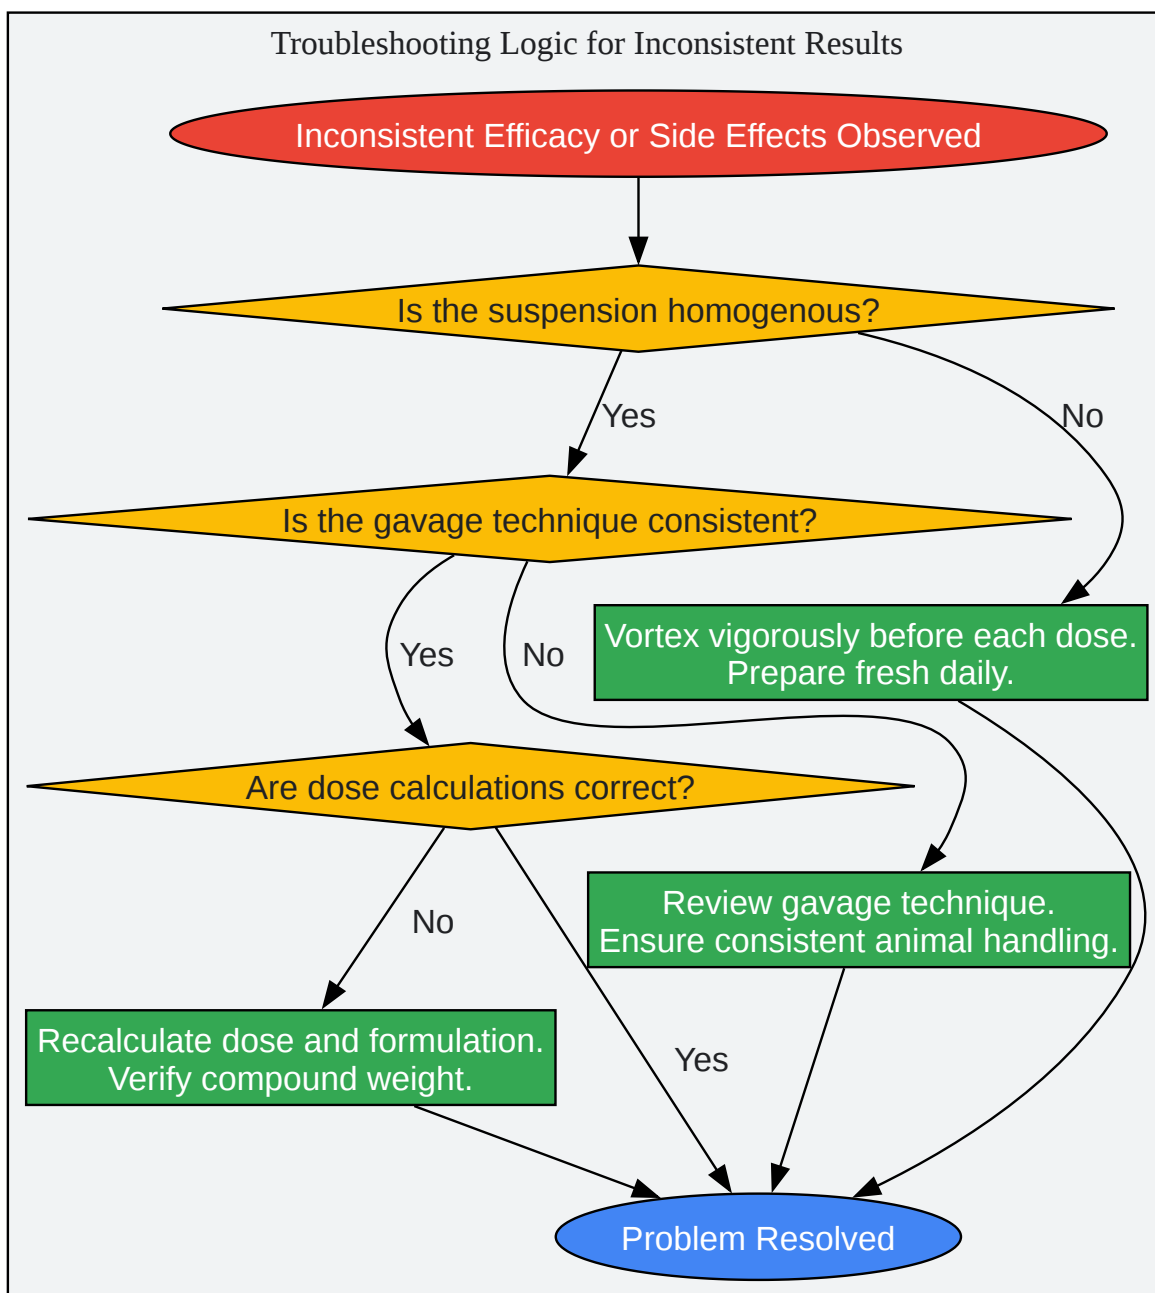 Troubleshooting Logic for Inconsistent Results
Inconsistent Efficacy or Side Effects Observed
Is the suspension homogenous?
Yes
No
Is the gavage technique consistent?
Vortex vigorously before each dose.
Prepare fresh daily.
Yes
No
Are dose calculations correct?
Review gavage technique.
Ensure consistent animal handling.
No
Recalculate dose and formulation.
Verify compound weight.
Yes
Problem Resolved